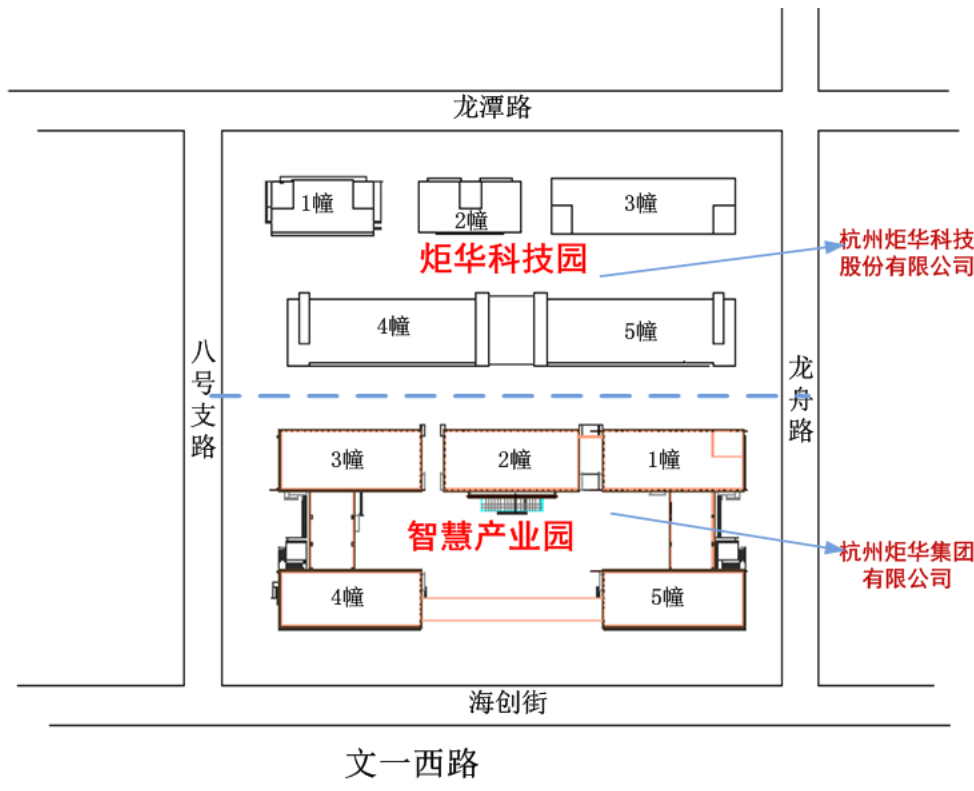 龙潭路
1幢
2幢
3幢
炬华科技园
杭州炬华科技
股份有限公司
4幢
5幢
八号支路
龙舟路
3幢
2幢
1幢
智慧产业园
杭州炬华集团
有限公司
4幢
5幢
海创街
文一西路